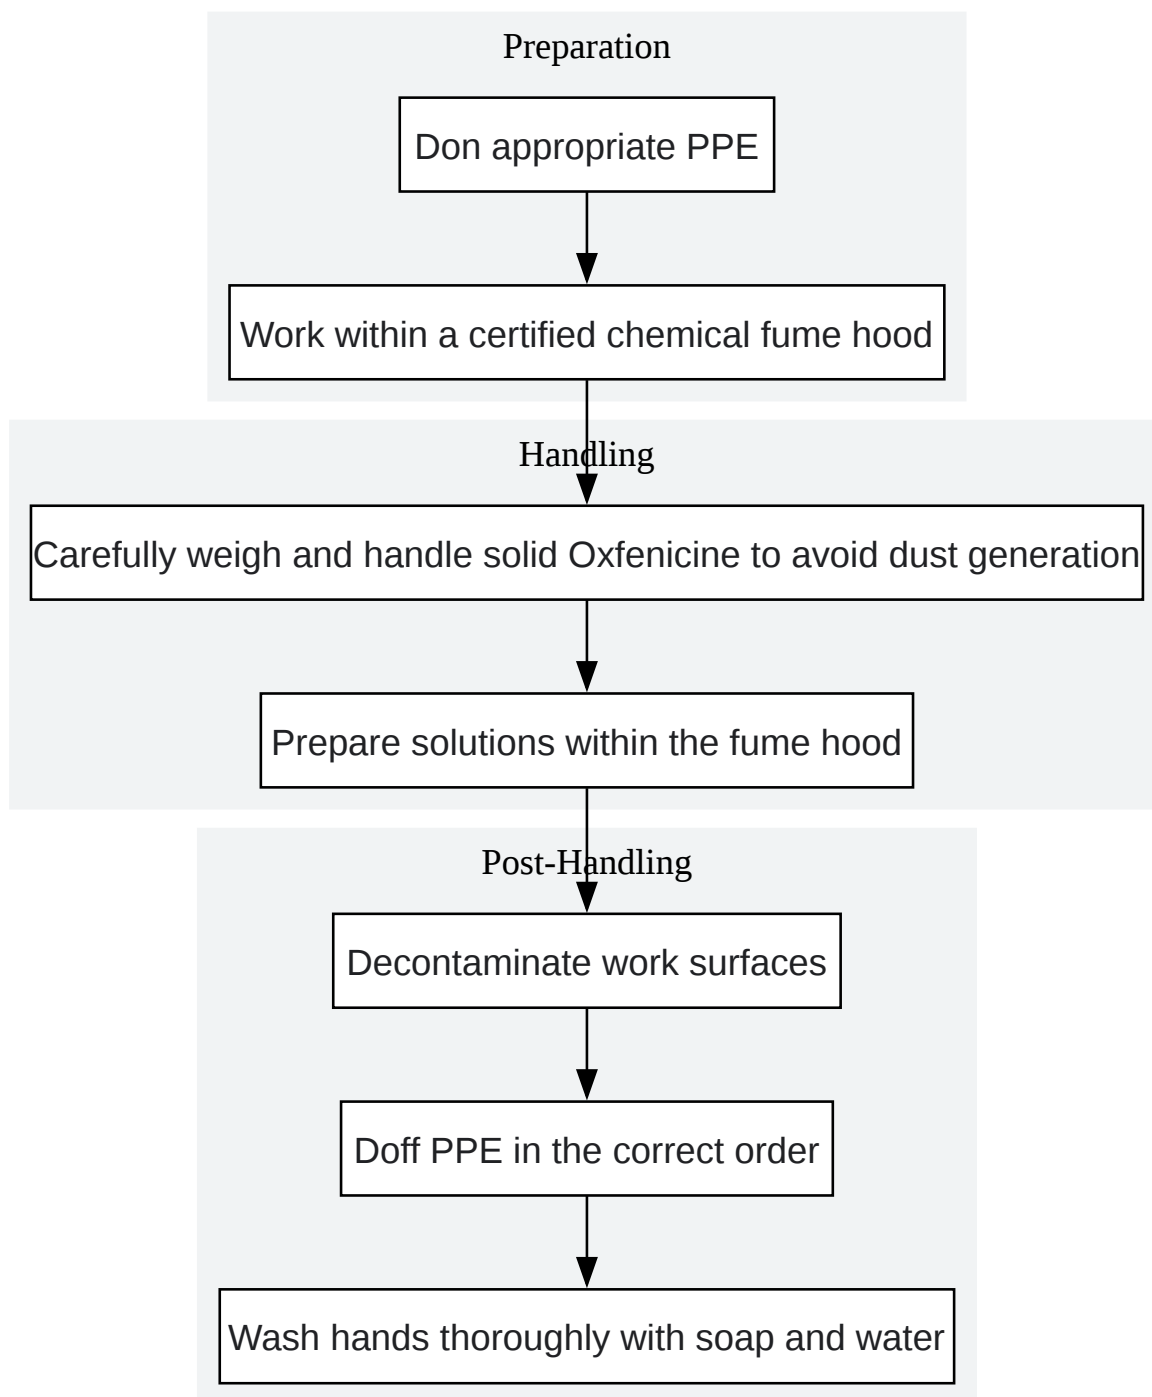 Preparation
Don appropriate PPE
Work within a certified chemical fume hood
Handling
Carefully weigh and handle solid Oxfenicine to avoid dust generation
Prepare solutions within the fume hood
Post-Handling
Decontaminate work surfaces
Doff PPE in the correct order
Wash hands thoroughly with soap and water